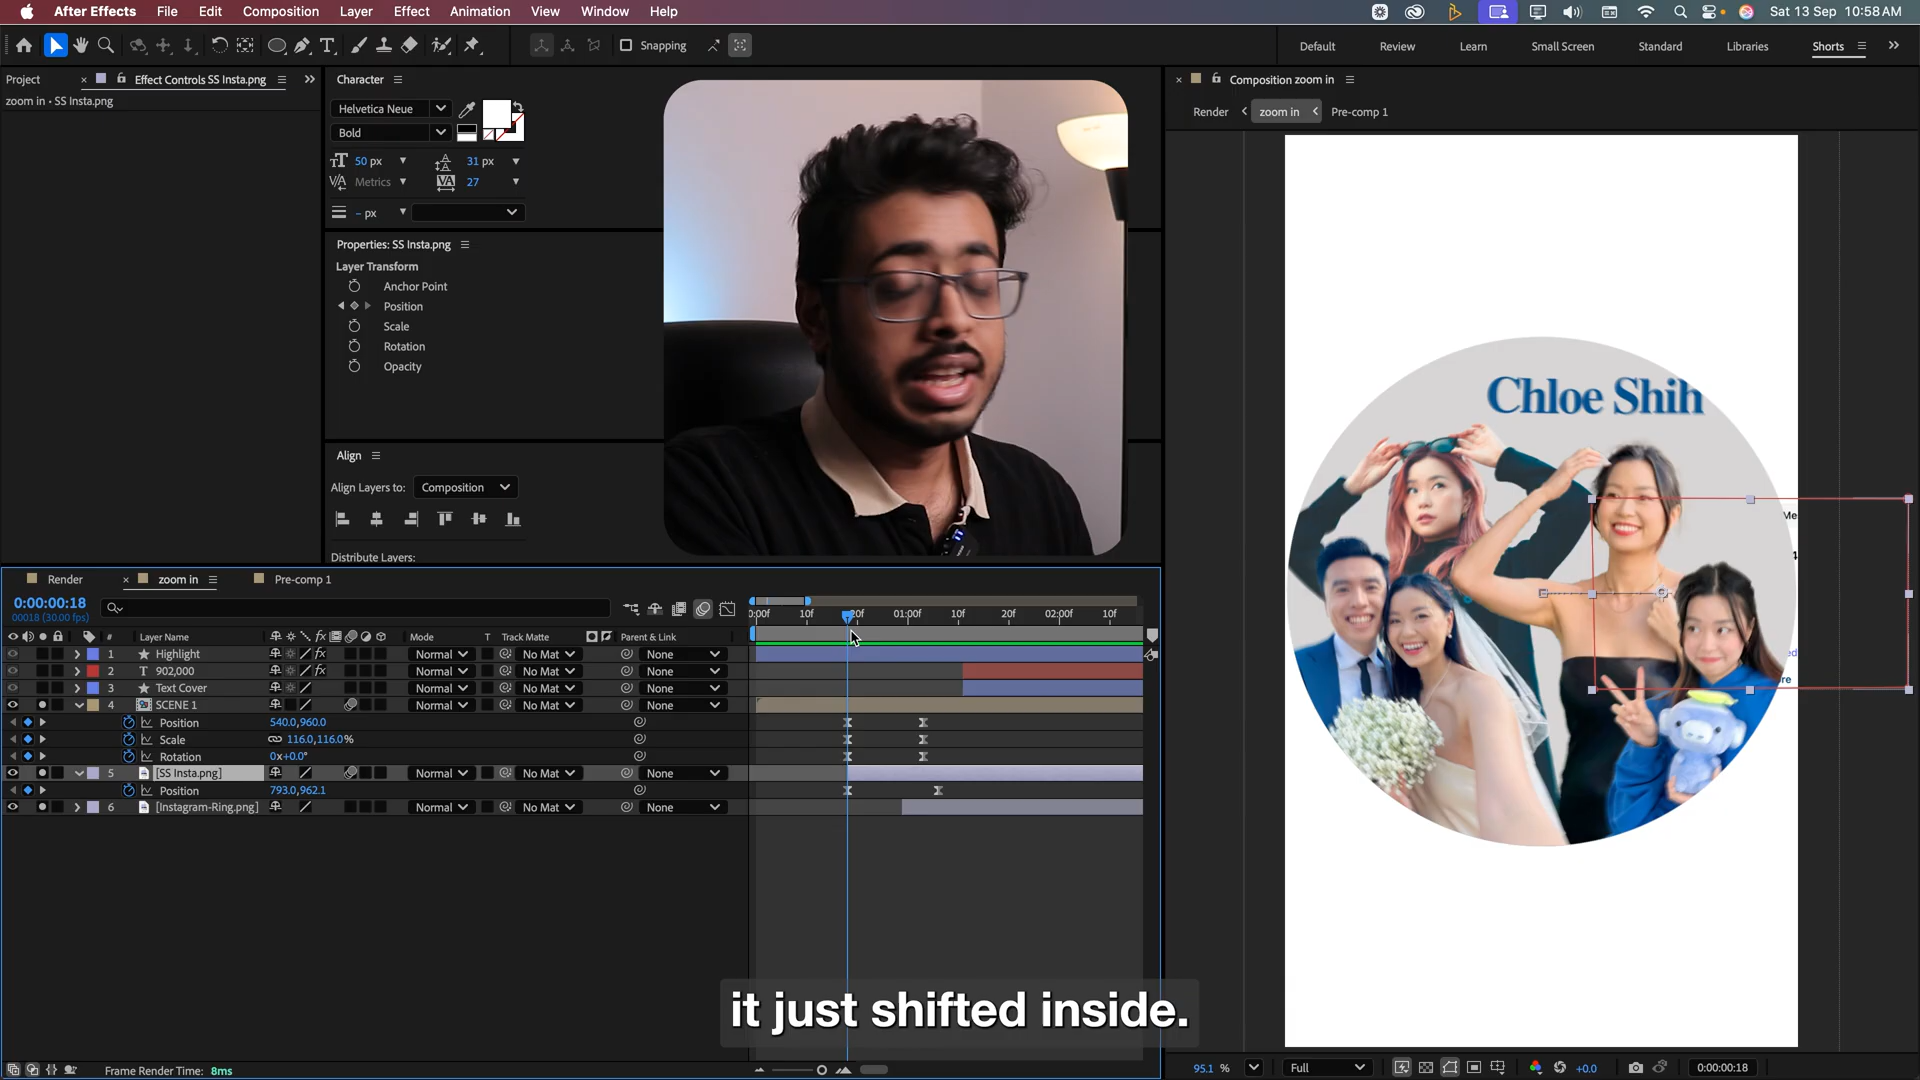 After Effects File Edit Composition Layer Effect Animation View Window Help Sat 13 Sep 10:58 AM
Snapping Default Review Learn Small Screen Standard Libraries Shorts
Project Effect Controls SS Insta.png Character Composition zoom in
zoom in • SS Insta.png
Helvetica Neue
Render zoom in Pre-comp 1
Bold
50 px 31 px
Metrics 27
- px
Properties: SS Insta.png
Layer Transform
Anchor Point
Position
Scale
Rotation
Opacity
Chloe Shih
Align
Align Layers to: Composition
Me
4
Distribute Layers:
Render zoom in Pre-comp 1
0:00:00:18
00018 (30.00 fps)
0:00f 10f 20f 01:00f 10f 20f 02:00f 10f
# Layer Name Mode T Track Matte Parent & Link
1 Highlight Normal No Mat None
2 T 902,000 Normal No Mat None
3 Text Cover Normal No Mat None
4 SCENE 1 Normal No Mat None
Position 540.0,960.0
Scale 116.0,116.0%
Rotation 0x+0.0°
5 [SS Insta.png] Normal No Mat None
Position 793.0,962.1
6 [Instagram-Ring.png] Normal No Mat None
it just shifted inside.
Frame Render Time: 8ms
95.1 % Full +0.0 0:00:00:18